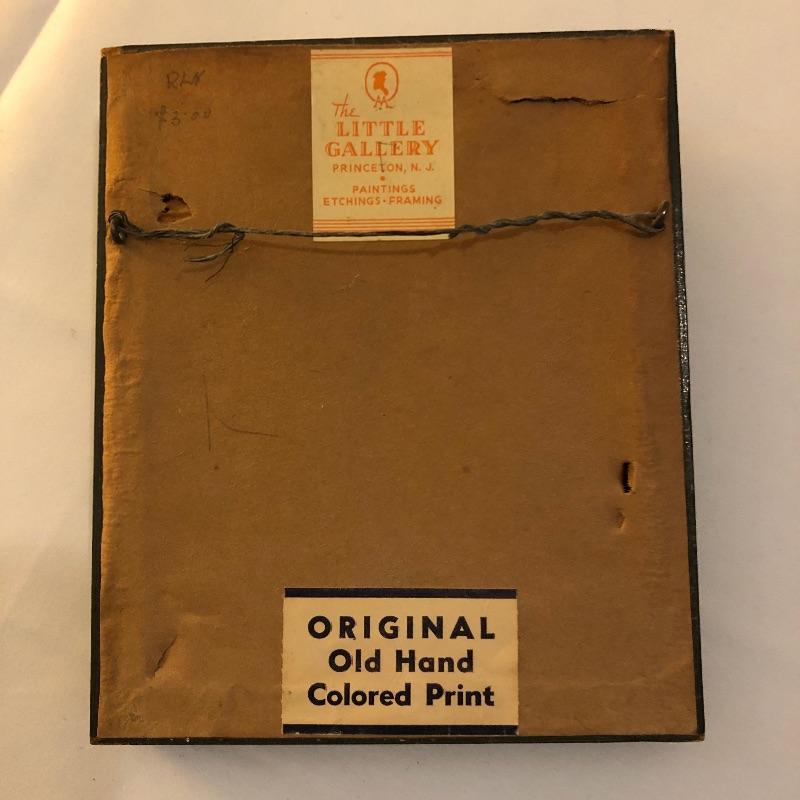 RLN
$3.00
The
LITTLE
GALLERY
PRINCETON, N. J.
PAINTINGS
ETCHINGS • FRAMING
ORIGINAL
Old Hand
Colored Print